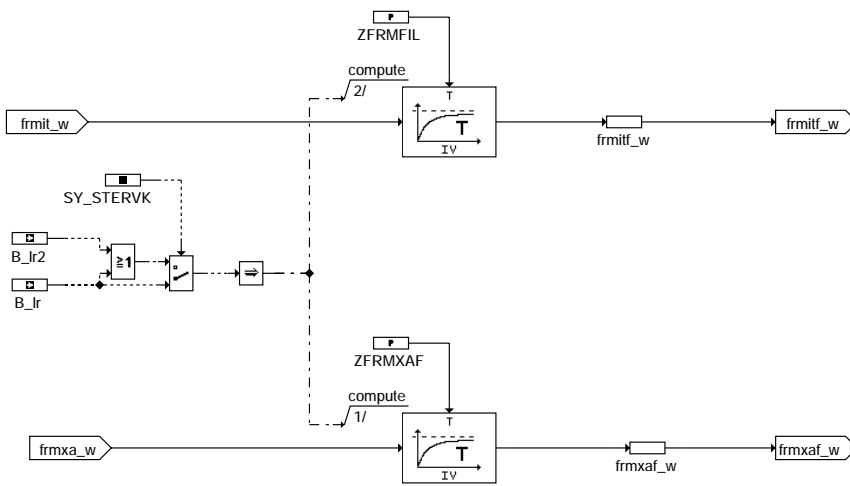 P
ZFRMFIL
compute
2/
T
frmit_w
T
IV
frmitf_w
frmitf_w
SY_STERVK
B_lr2
≥1
B_lr
P
ZFRMXAF
compute
1/
T
frmxa_w
T
IV
frmxaf_w
frmxaf_w